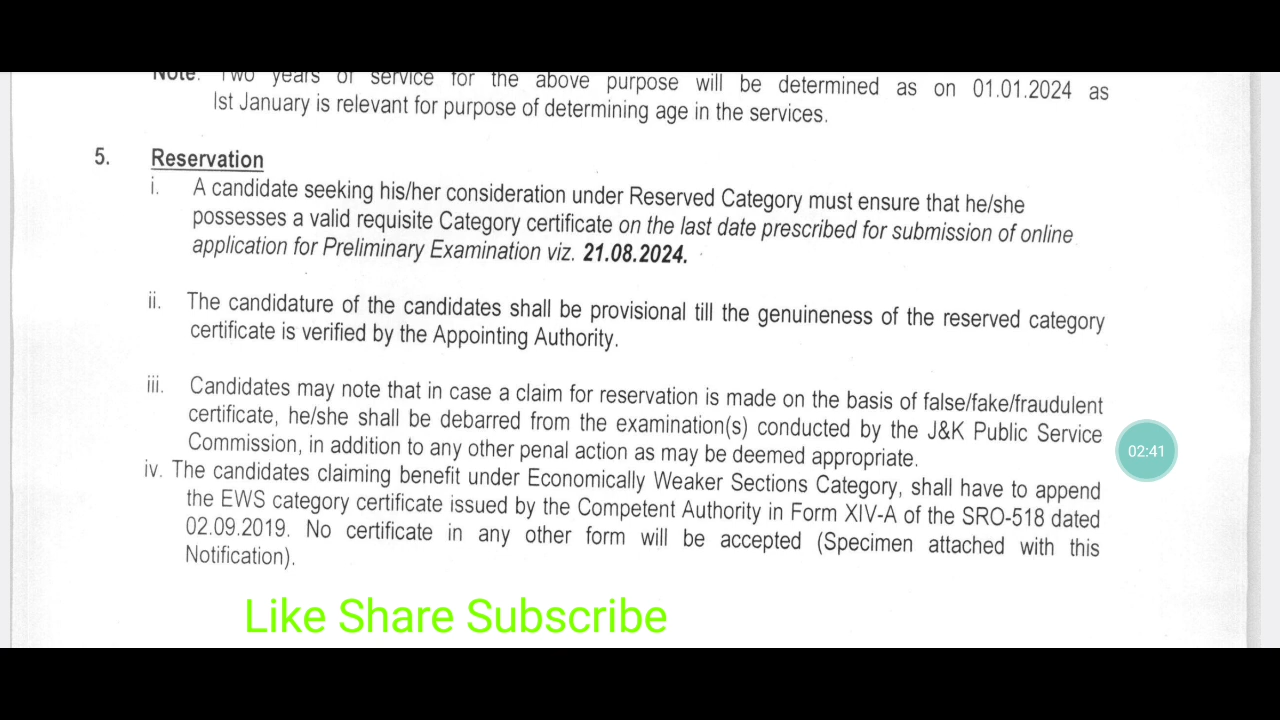 Note: Two years of service for the above purpose will be determined as on 01.01.2024 as
Ist January is relevant for purpose of determining age in the services.
5. Reservation
i. A candidate seeking his/her consideration under Reserved Category must ensure that he/she
possesses a valid requisite Category certificate on the last date prescribed for submission of online
application for Preliminary Examination viz. 21.08.2024.
ii. The candidature of the candidates shall be provisional till the genuineness of the reserved category
certificate is verified by the Appointing Authority.
iii. Candidates may note that in case a claim for reservation is made on the basis of false/fake/fraudulent
certificate, he/she shall be debarred from the examination(s) conducted by the J&K Public Service
Commission, in addition to any other penal action as may be deemed appropriate.
02:41
iv. The candidates claiming benefit under Economically Weaker Sections Category, shall have to append
the EWS category certificate issued by the Competent Authority in Form XIV-A of the SRO-518 dated
02.09.2019. No certificate in any other form will be accepted (Specimen attached with this
Notification).
Like Share Subscribe